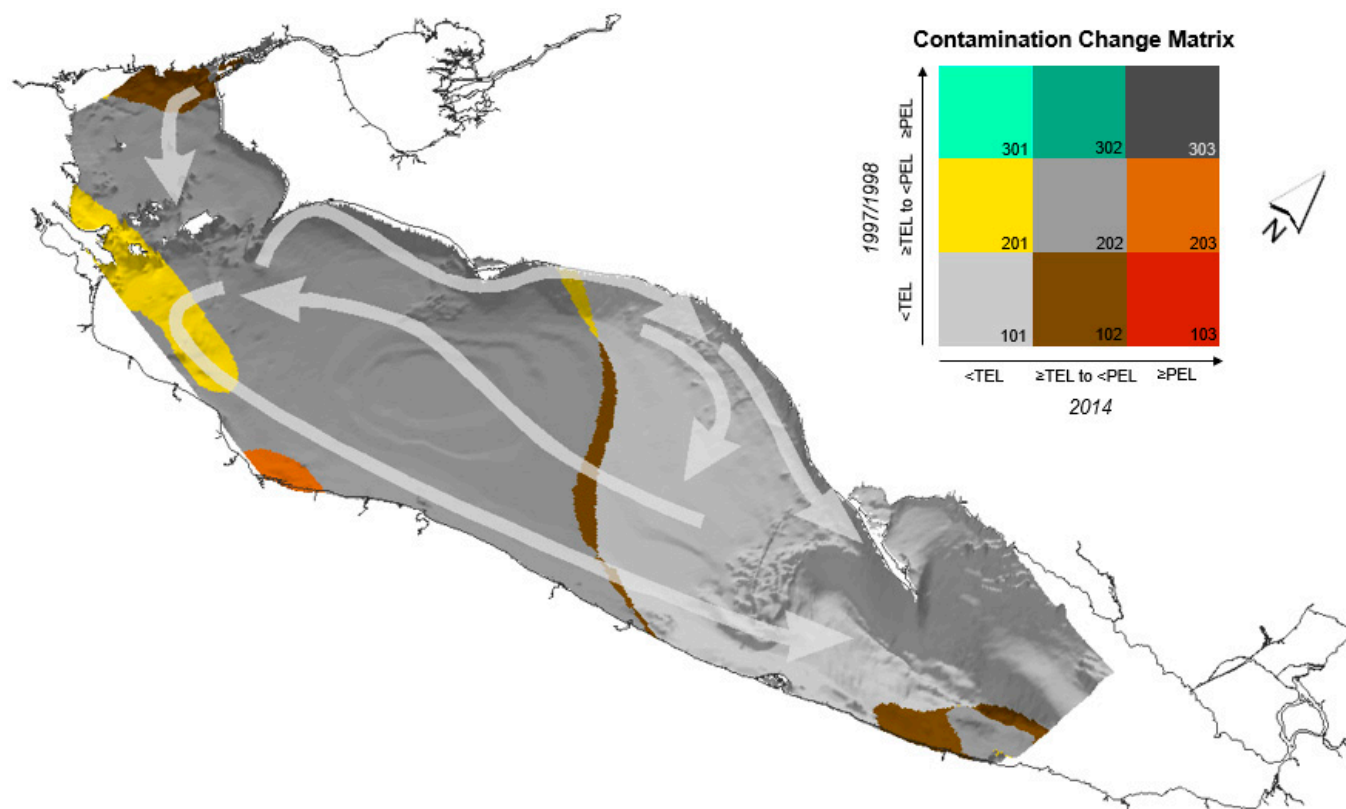 Contamination Change Matrix
1997/1998
≥PEL
≥TEL to <PEL
<TEL
301
302
303
201
202
203
101
102
103
<TEL
≥TEL to <PEL
≥PEL
2014
N